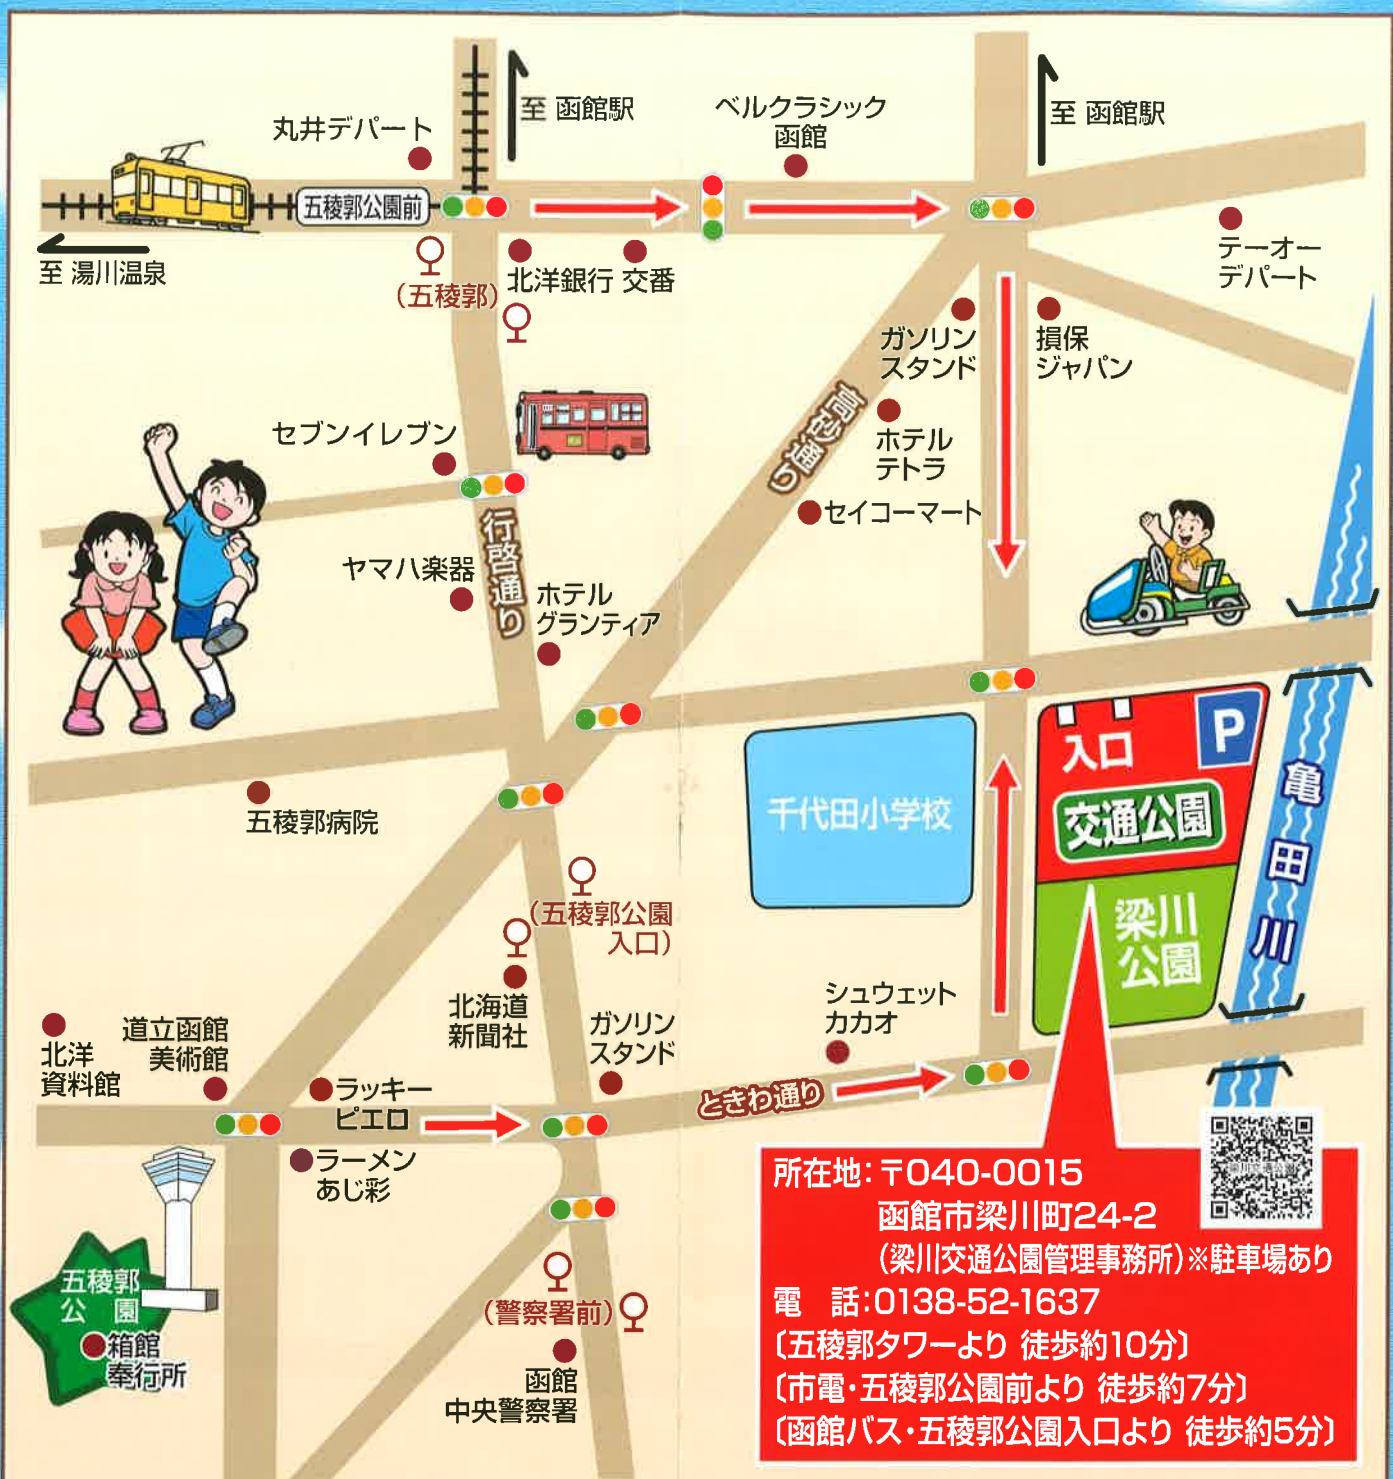 至 函館駅
ベルクラシック
函館
至 函館駅
丸井デパート
五稜郭公園前
至 湯川温泉
(五稜郭)
北洋銀行
交番
テーオー
デパート
ガソリン
スタンド
損保
ジャパン
高砂通り
ホテル
テトラ
セイコーマート
セブンイレブン
行啓通り
ヤマハ楽器
ホテル
グランティア
五稜郭病院
千代田小学校
入口
P
交通公園
梁川
公園
亀田川
(五稜郭公園
入口)
北海道
新聞社
ガソリン
スタンド
シュウェット
カカオ
北洋
資料館
道立函館
美術館
ラッキー
ピエロ
ときわ通り
ラーメン
あじ彩
五稜郭
公園
箱館
奉行所
(警察署前)
函館
中央警察署
梁川交通公園
所在地:〒040-0015
函館市梁川町24-2
(梁川交通公園管理事務所)※駐車場あり
電 話:0138-52-1637
〔五稜郭タワーより 徒歩約10分〕
〔市電・五稜郭公園前より 徒歩約7分〕
〔函館バス・五稜郭公園入口より 徒歩約5分〕